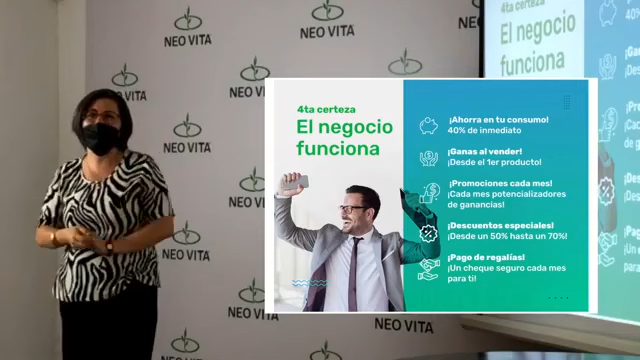 NEO VITA
NEO VITA
NEO VITA
NEO VITA
NEO VITA
NEO VITA
NEO VITA
NEO VITA
NEO VITA
4ta certeza
El negocio
funciona
¡Ahorra en tu consumo!
40% de inmediato
¡Ganas al vender!
¡Desde el 1er producto!
¡Promociones cada mes!
¡Cada mes potencializadores
de ganancias!
¡Descuentos especiales!
¡Desde un 50% hasta un 70%!
¡Pago de regalías!
¡Un cheque seguro cada mes
para ti!
4ta certeza
El negocio
funciona
40%